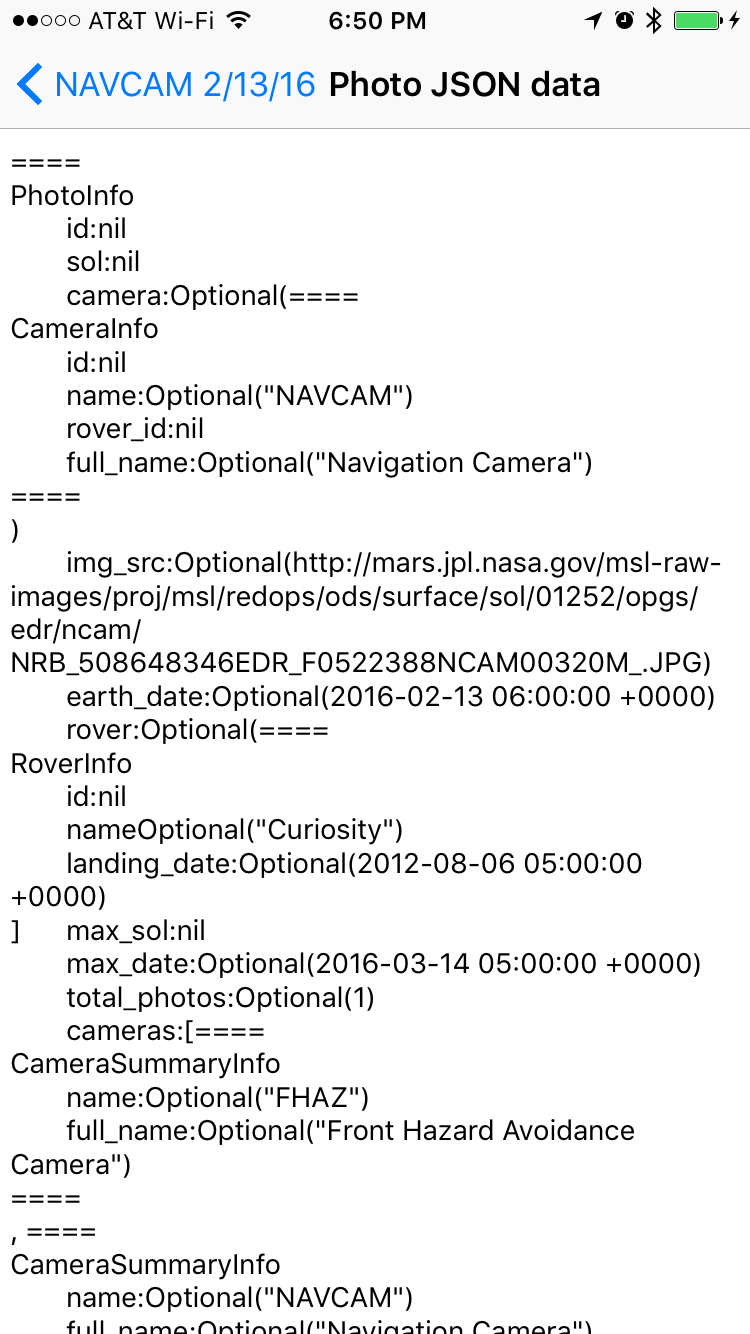 AT&T Wi-Fi 6:50 PM
NAVCAM 2/13/16 Photo JSON data
====
PhotoInfo
id:nil
sol:nil
camera:Optional(====
CameraInfo
id:nil
name:Optional("NAVCAM")
rover_id:nil
full_name:Optional("Navigation Camera")
====
)
img_src:Optional(http://mars.jpl.nasa.gov/msl-raw-
images/proj/msl/redops/ods/surface/sol/01252/opgs/
edr/ncam/
NRB_508648346EDR_F0522388NCAM00320M_.JPG)
earth_date:Optional(2016-02-13 06:00:00 +0000)
rover:Optional(====
RoverInfo
id:nil
nameOptional("Curiosity")
landing_date:Optional(2012-08-06 05:00:00
+0000)
] max_sol:nil
max_date:Optional(2016-03-14 05:00:00 +0000)
total_photos:Optional(1)
cameras:[====
CameraSummaryInfo
name:Optional("FHAZ")
full_name:Optional("Front Hazard Avoidance
Camera")
====
, ====
CameraSummaryInfo
name:Optional("NAVCAM")
full_name:Optional("Navigation Camera")